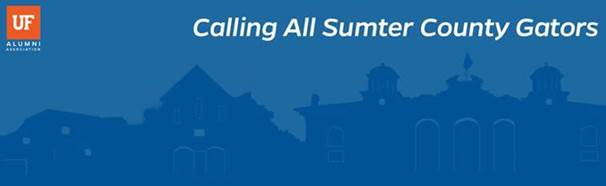 UF
ALUMNI
ASSOCIATION
Calling All Sumter County Gators